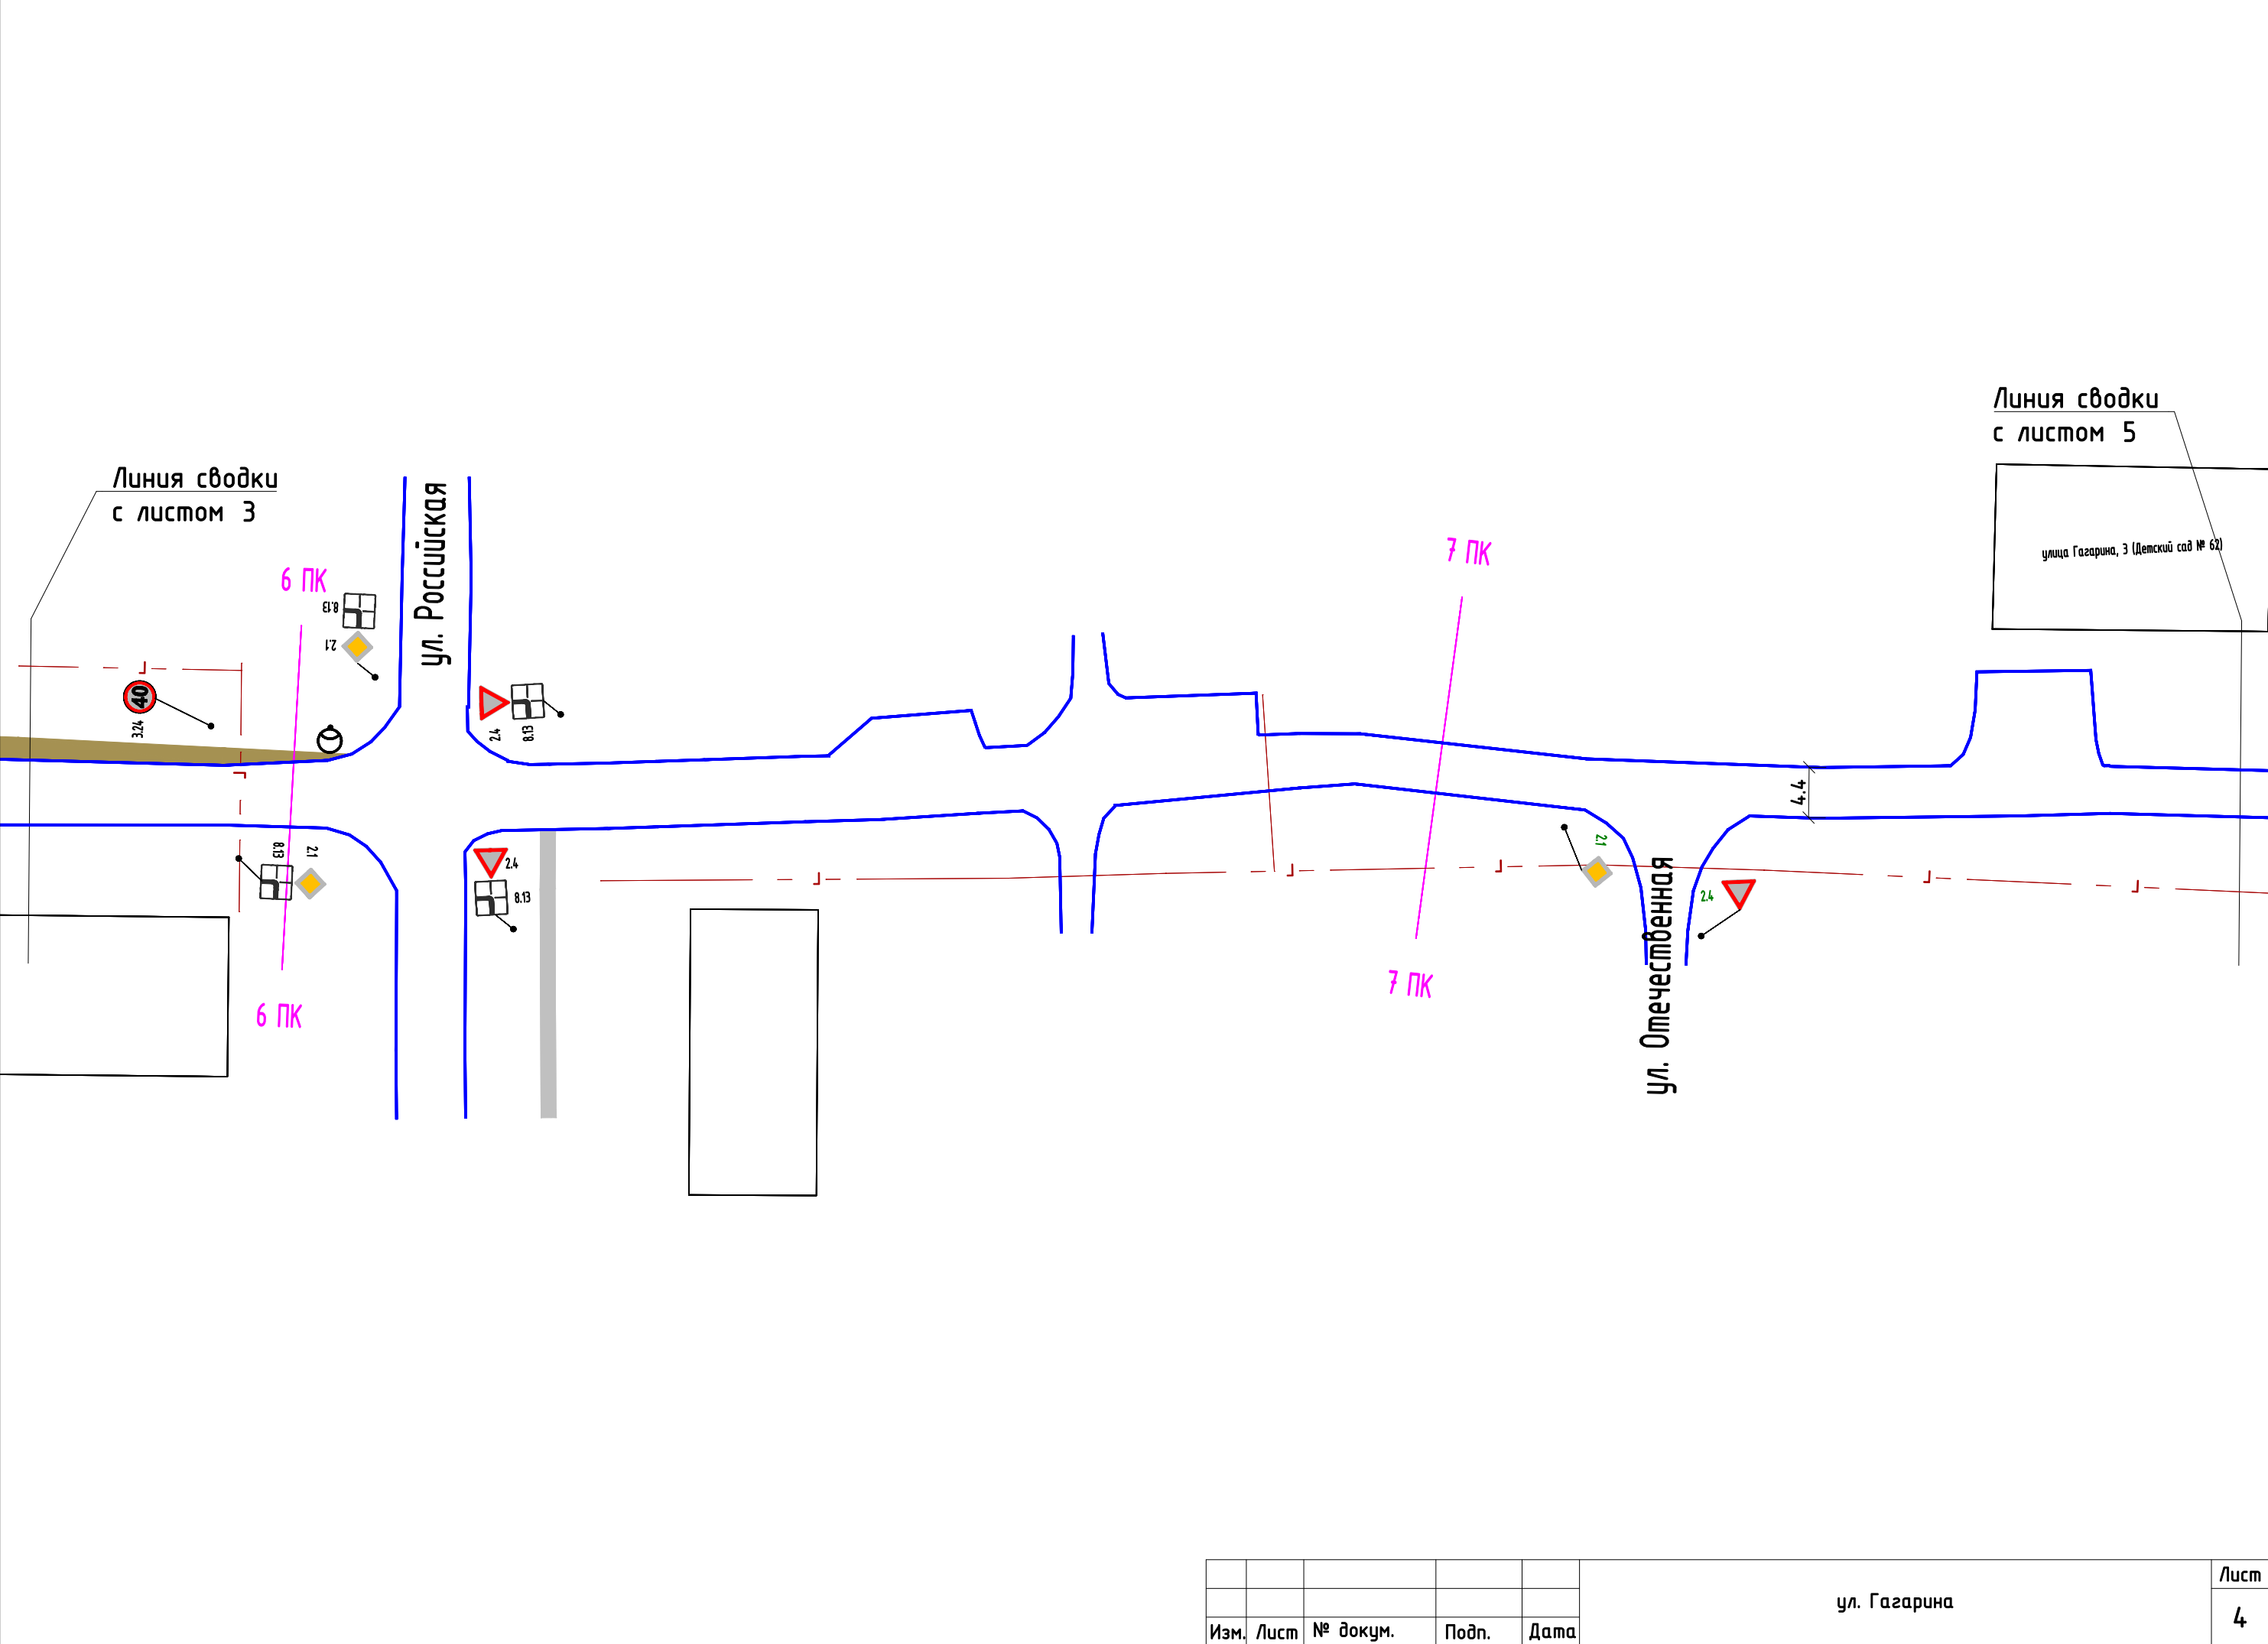 Линия сводки
с листом 5
Линия сводки
с листом 3
ул. Российская
7 ПК
улица Гагарина, 3 (Детский сад № 62)
6 ПК
8.13
2.1
40
3.24
2.4
8.13
4.4
8.13
2.1
2.4
8.13
2.1
2.4
ул. Отечественная
7 ПК
6 ПК
Изм.
Лист
№ докум.
Подп.
Дата
ул. Гагарина
Лист
4